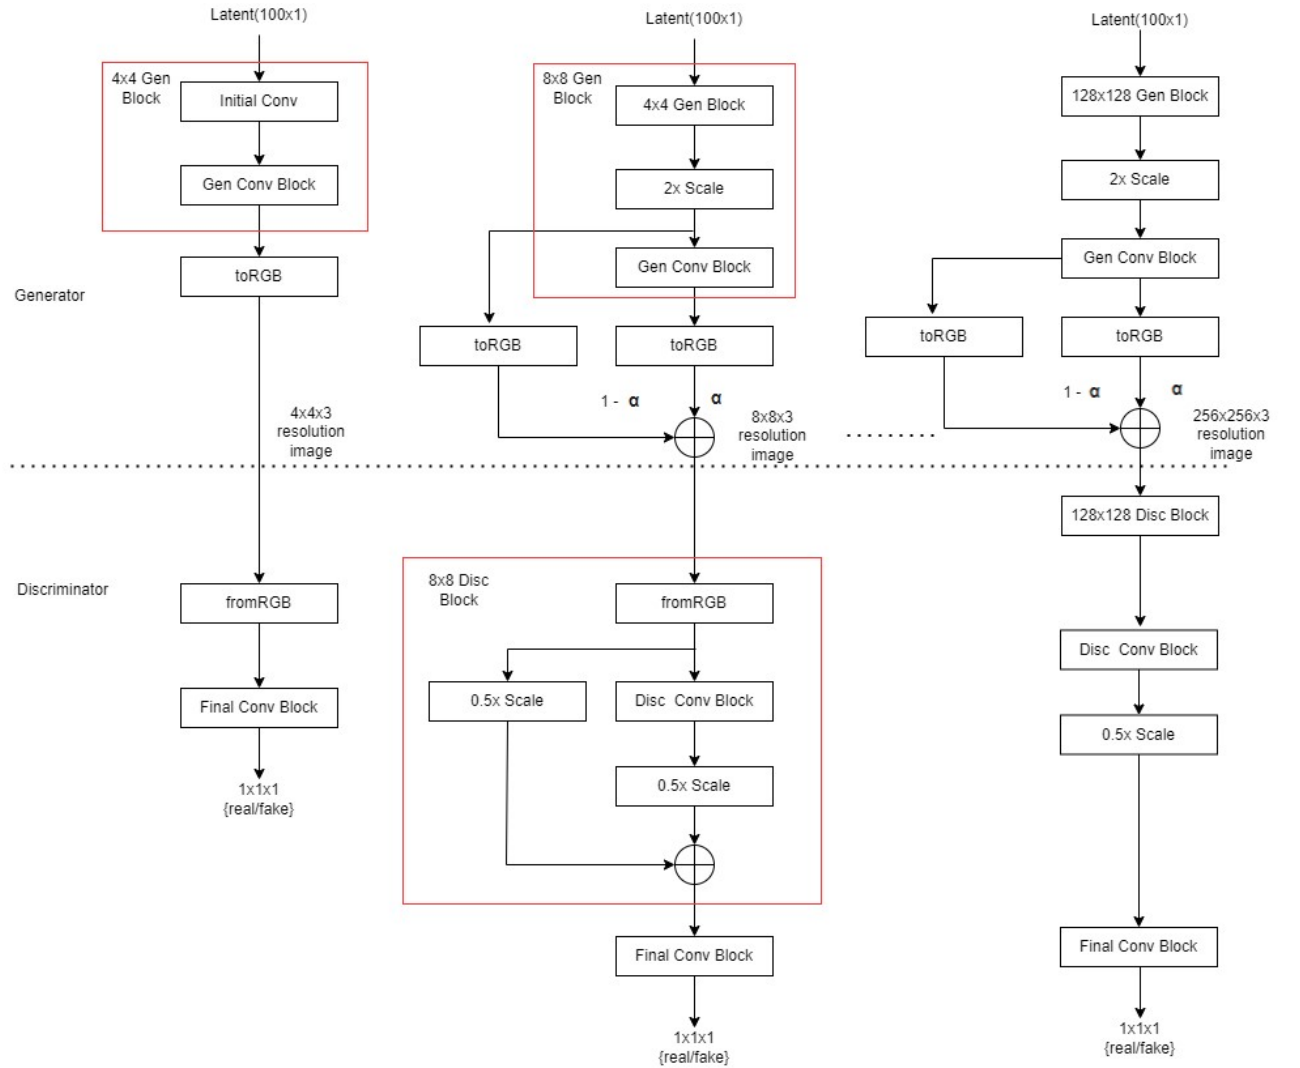 Latent(100x1)
4x4 Gen
Block
Initial Conv
Gen Conv Block
toRGB
Generator
4x4x3
resolution
image
Latent(100x1)
8x8 Gen
Block
4x4 Gen Block
2x Scale
Gen Conv Block
toRGB
toRGB
1 - α
α
8x8x3
resolution
image
Latent(100x1)
128x128 Gen Block
2x Scale
Gen Conv Block
toRGB
toRGB
1 - α
α
256x256x3
resolution
image
Discriminator
fromRGB
Final Conv Block
1x1x1
{real/fake}
8x8 Disc
Block
fromRGB
0.5x Scale
Disc Conv Block
0.5x Scale
Final Conv Block
1x1x1
{real/fake}
128x128 Disc Block
Disc Conv Block
0.5x Scale
Final Conv Block
1x1x1
{real/fake}